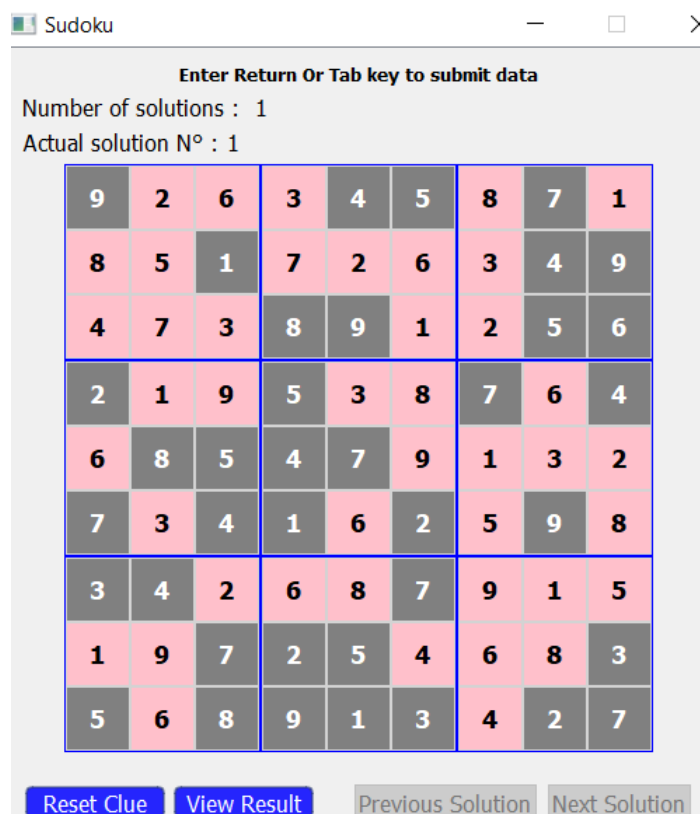 Sudoku
Enter Return Or Tab key to submit data
Number of solutions : 1
Actual solution N° : 1
9 2 6 3 4 5 8 7 1
8 5 1 7 2 6 3 4 9
4 7 3 8 9 1 2 5 6
2 1 9 5 3 8 7 6 4
6 8 5 4 7 9 1 3 2
7 3 4 1 6 2 5 9 8
3 4 2 6 8 7 9 1 5
1 9 7 2 5 4 6 8 3
5 6 8 9 1 3 4 2 7
Reset Clue View Result Previous Solution Next Solution